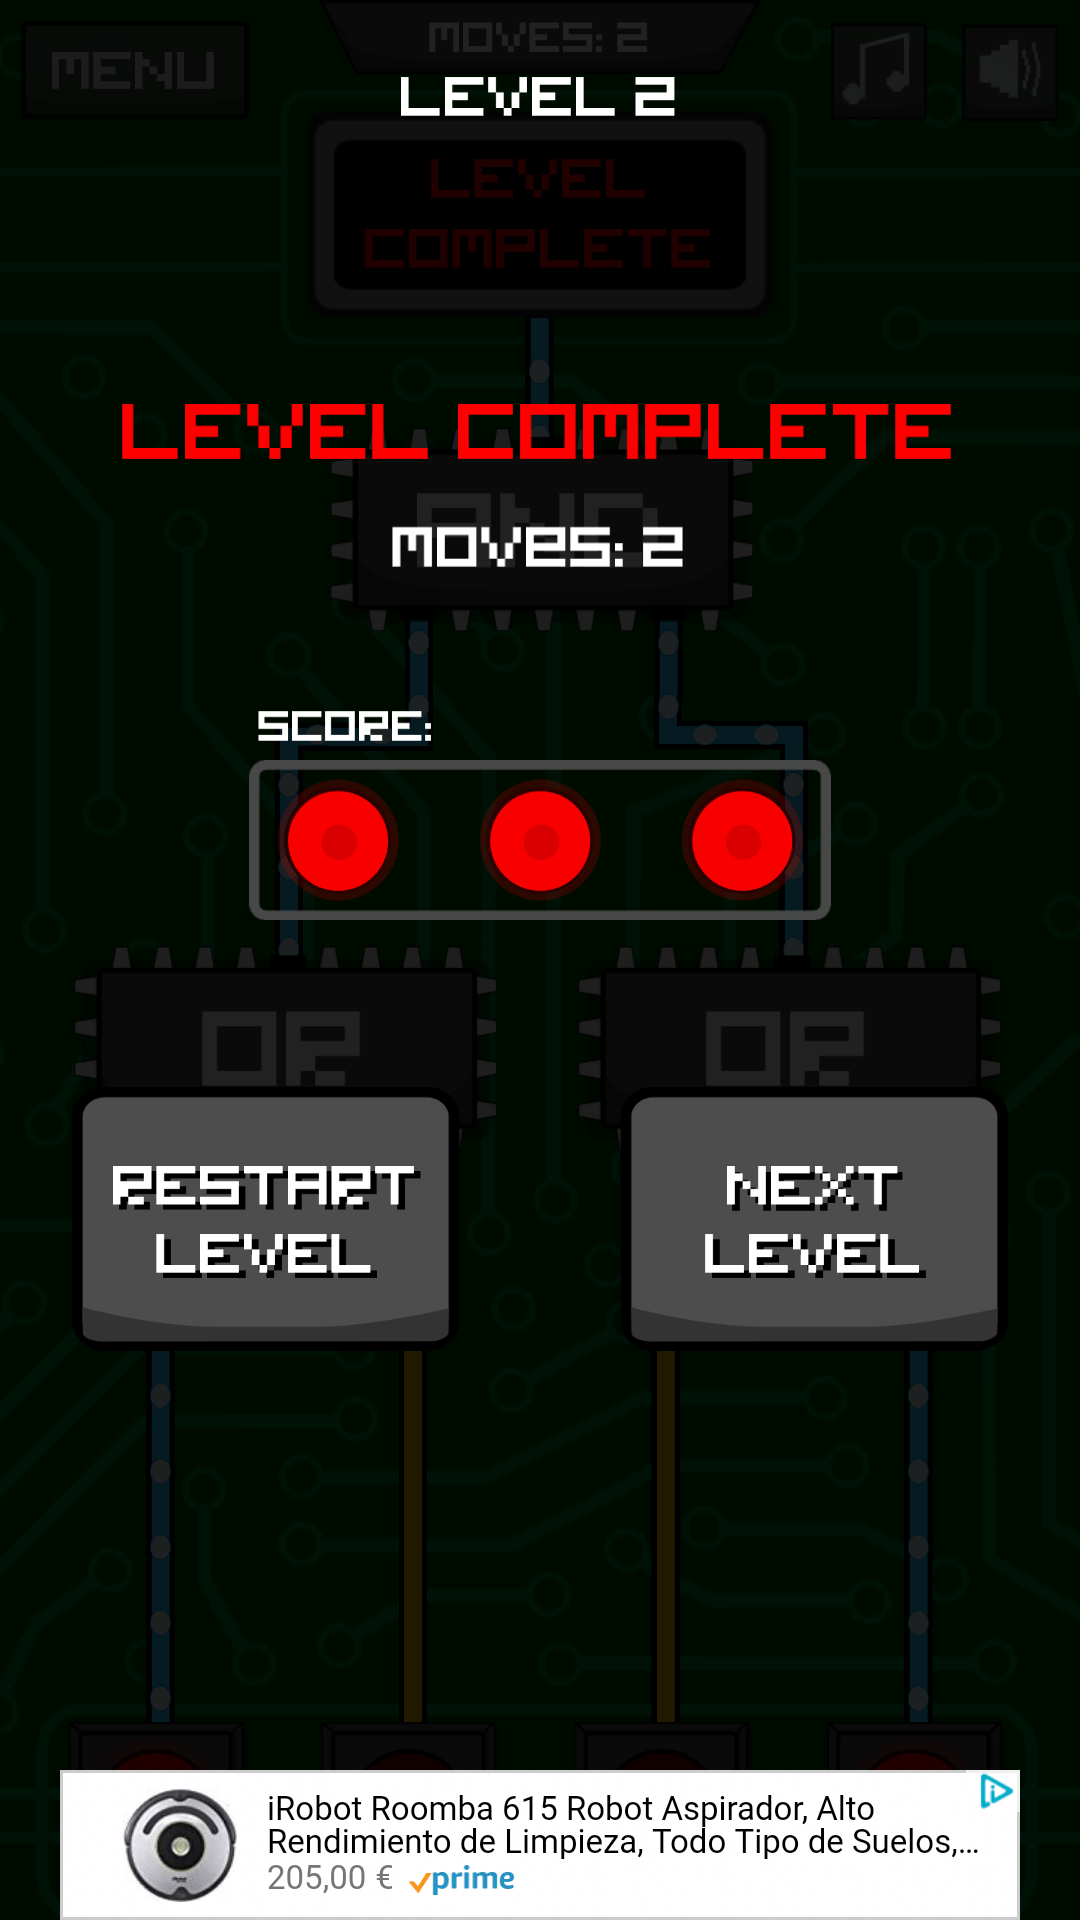 MOVES: 2
MENU
LEVEL 2
LEVEL
COMPLETE
LEVEL COMPLETE
AND
MOVES: 2
SCORE:
OR OR
RESTART
LEVEL
NEXT
LEVEL
iRobot Roomba 615 Robot Aspirador, Alto
Rendimiento de Limpieza, Todo Tipo de Suelos,...
205,00 € prime